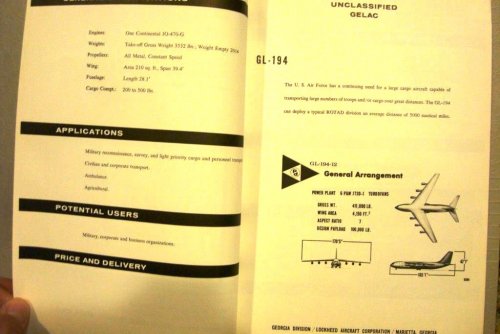 Engine: One Continental IO-470-G
Weights: Take-off Gross Weight 3532 lbs., Weight Empty
Propeller: All Metal, Constant Speed
Wing: Area 210 sq. ft., Span 39.4'
Fuselage: Length 28.1'
Cargo Compt.: 200 to 500 lbs.
APPLICATIONS
Military reconnaissance, survey, and light priority cargo and personnel transport
Civilian and corporate transport.
Ambulance.
Agricultural.
POTENTIAL USERS
Military, corporate and business organizations.
PRICE AND DELIVERY
UNCLASSIFIED
GELAC
GL-194
The U. S. Air Force has a continuing need for a large cargo aircraft capable of
transporting large numbers of troops and/or cargo over great distances. The GL-194
can deploy a typical ROTAD division an average distance of 5000 nautical miles.
GL-194-12
General Arrangement
POWER PLANT 6 P&W JT3D-1 TURBOFANS
GROSS WT. LB.
WING AREA FT.²
ASPECT RATIO 7
DESIGN PAYLOAD 100,000 LB.
GEORGIA DIVISION / LOCKHEED AIRCRAFT CORPORATION / MARIETTA, GEORGIA